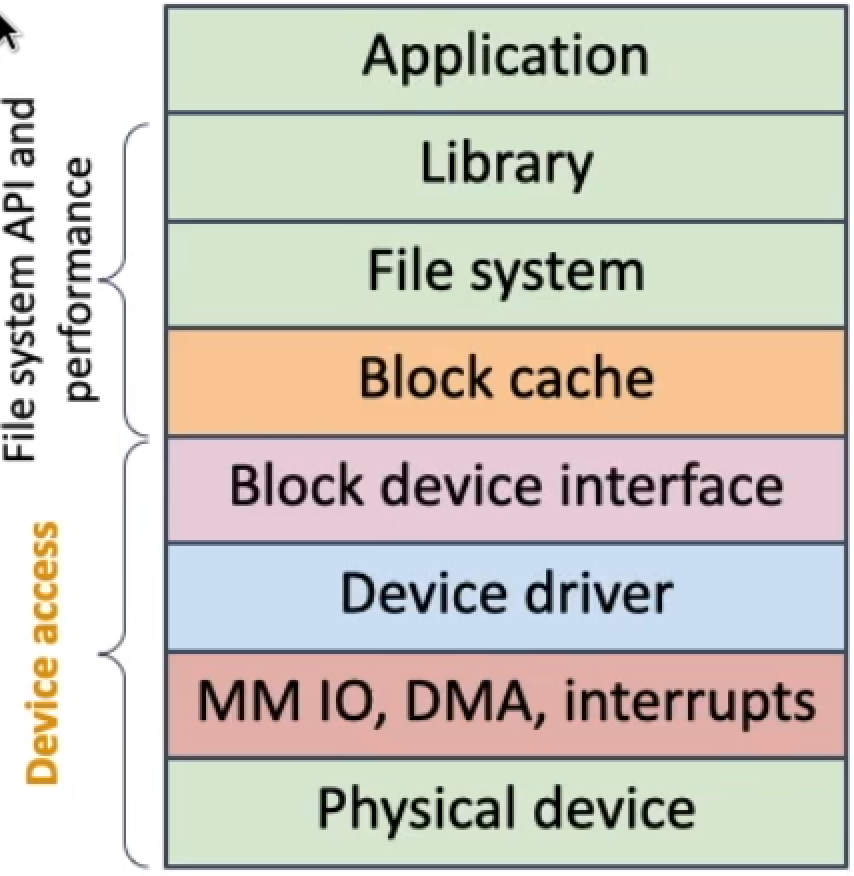 Application
Library
File system
Block cache
Block device interface
Device driver
MM IO, DMA, interrupts
Physical device
File system API and
performance
Device access